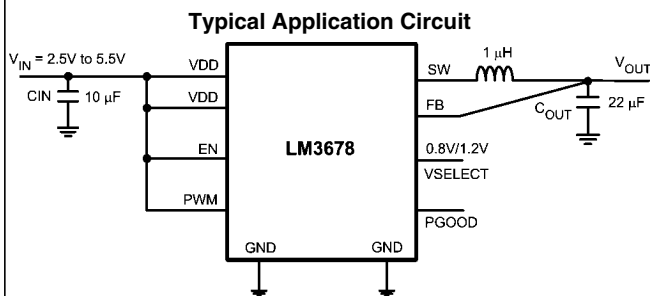 Typical Application Circuit
V_IN = 2.5V to 5.5V
CIN
10 μF
VDD
VDD
EN
PWM
LM3678
GND
GND
SW
FB
0.8V/1.2V
VSELECT
PGOOD
1 μH
V_OUT
C_OUT
22 μF